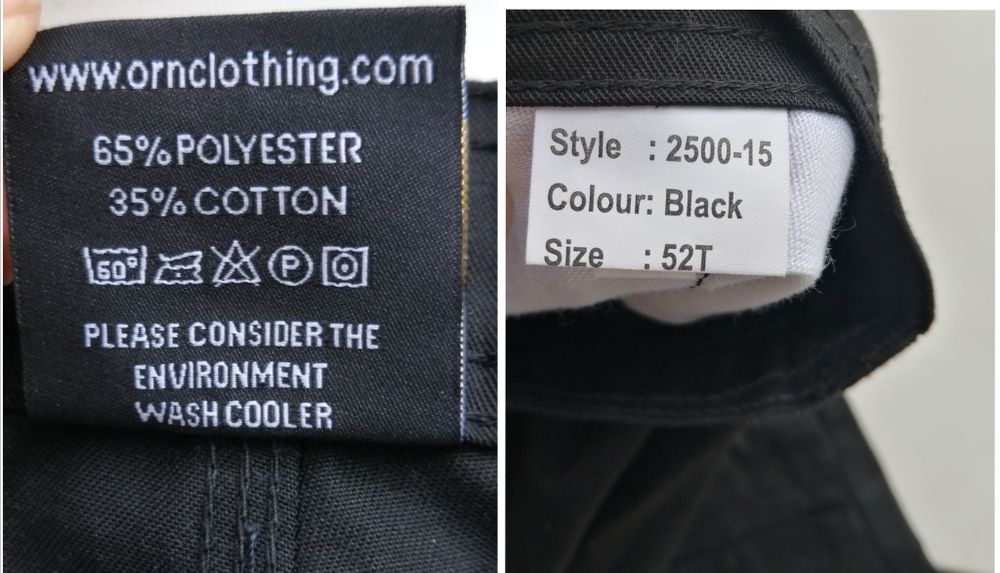 www.ornclothing.com
65% POLYESTER
35% COTTON
60° P
PLEASE CONSIDER THE
ENVIRONMENT
WASH COOLER
Style : 2500-15
Colour: Black
Size : 52T